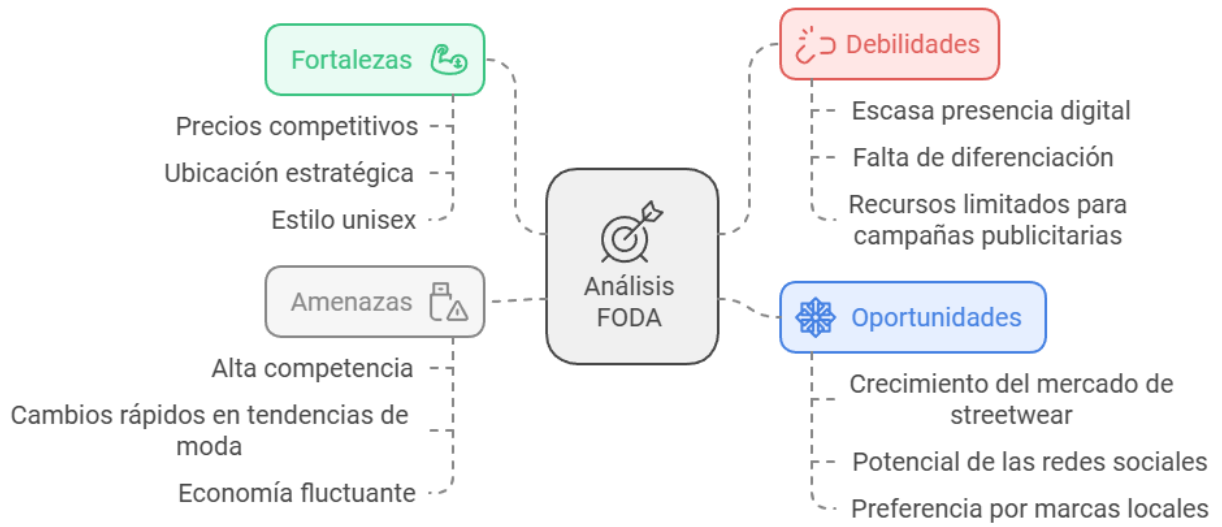 Fortalezas
Precios competitivos
Ubicación estratégica
Estilo unisex
Amenazas
Alta competencia
Cambios rápidos en tendencias de
moda
Economía fluctuante
Análisis
FODA
Debilidades
Escasa presencia digital
Falta de diferenciación
Recursos limitados para
campañas publicitarias
Oportunidades
Crecimiento del mercado de
streetwear
Potencial de las redes sociales
Preferencia por marcas locales